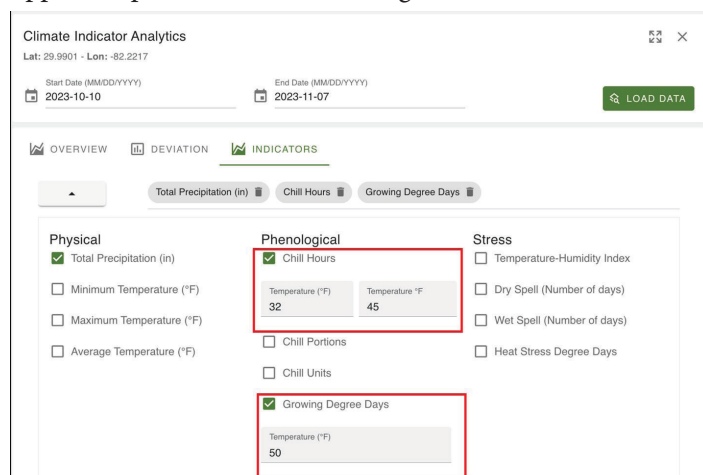 Climate Indicator Analytics
Lat: 29.9901 - Lon: -82.2217
Start Date (MM/DD/YYYY)
2023-10-10
End Date (MM/DD/YYYY)
2023-11-07
LOAD DATA
OVERVIEW
DEVIATION
INDICATORS
Total Precipitation (in)
Chill Hours
Growing Degree Days
Physical
Total Precipitation (in)
Minimum Temperature (°F)
Maximum Temperature (°F)
Average Temperature (°F)
Phenological
Chill Hours
Temperature (°F)
32
Temperature °F
45
Chill Portions
Chill Units
Growing Degree Days
Temperature (°F)
50
Stress
Temperature-Humidity Index
Dry Spell (Number of days)
Wet Spell (Number of days)
Heat Stress Degree Days